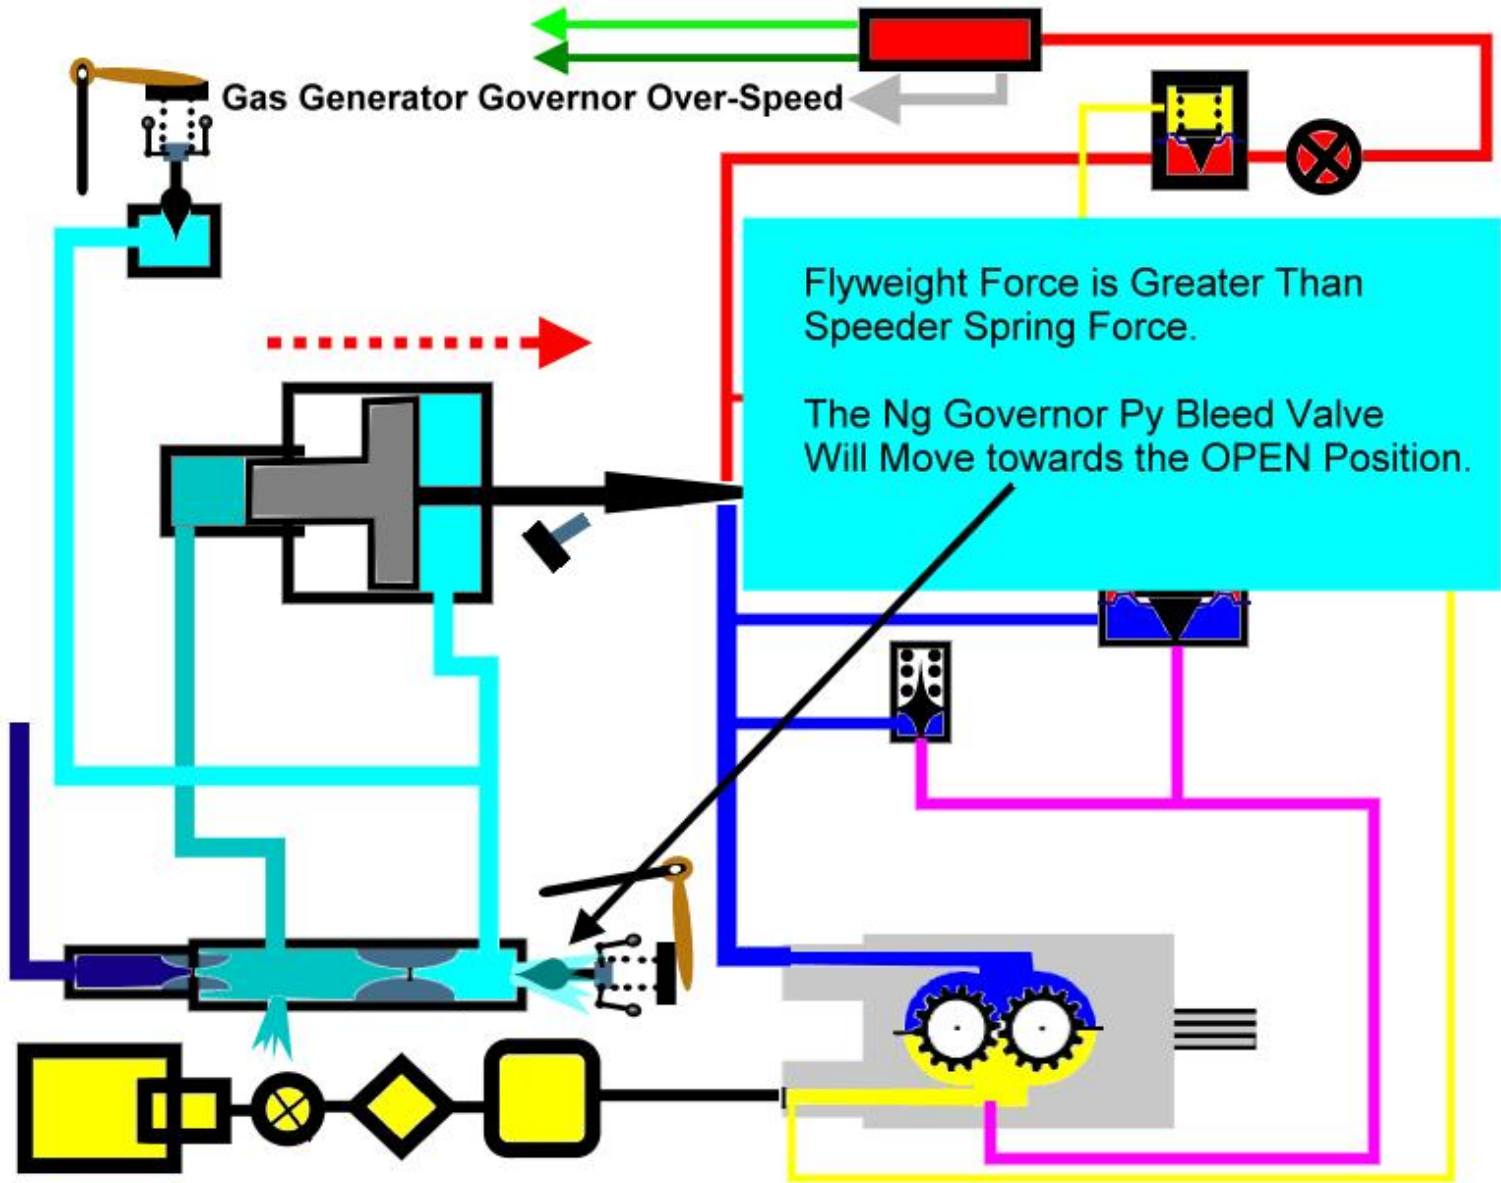 Gas Generator Governor Over-Speed
Flyweight Force is Greater Than
Speeder Spring Force.
The Ng Governor Py Bleed Valve
Will Move towards the OPEN Position.